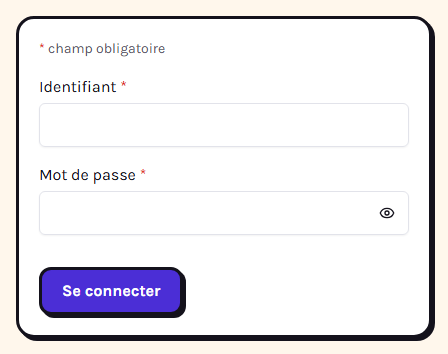 * champ obligatoire
Identifiant *
Mot de passe *
Se connecter